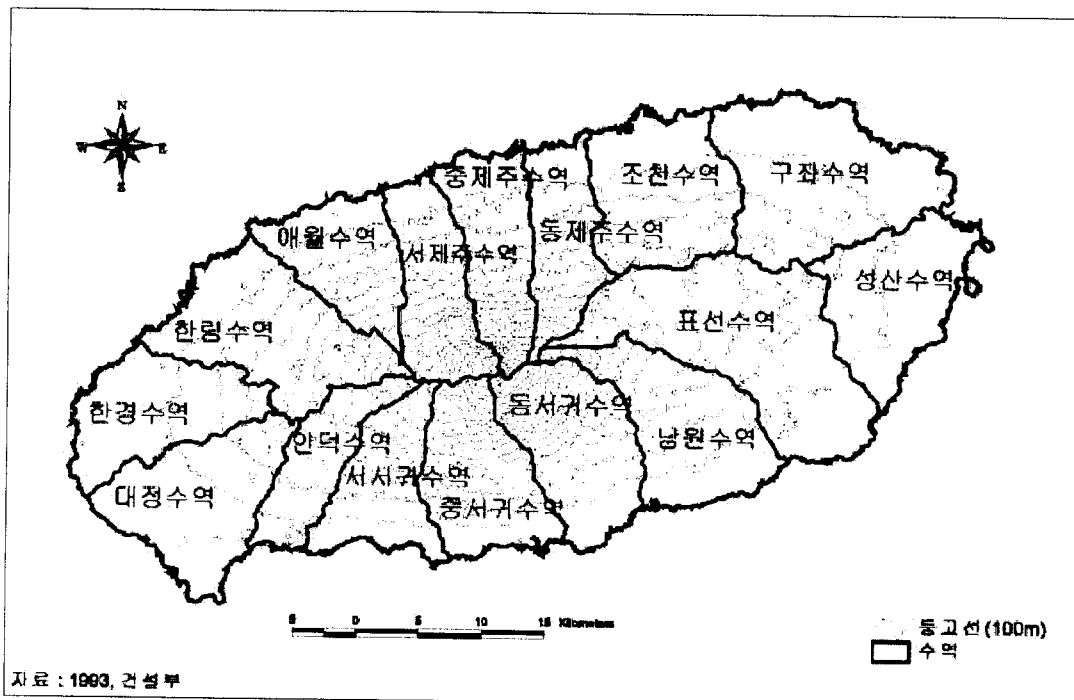 N
W E
S
중제주수역
조천수역
구좌수역
애월수역
서제주수역
동제주수역
성산수역
한림수역
표선수역
한경수역
동서귀수역
안덕수역
남원수역
서서귀수역
대정수역
중서귀수역
5 0 5 10 15 Kilometers
등고선(100m)
수역
자료 : 1993, 건설부